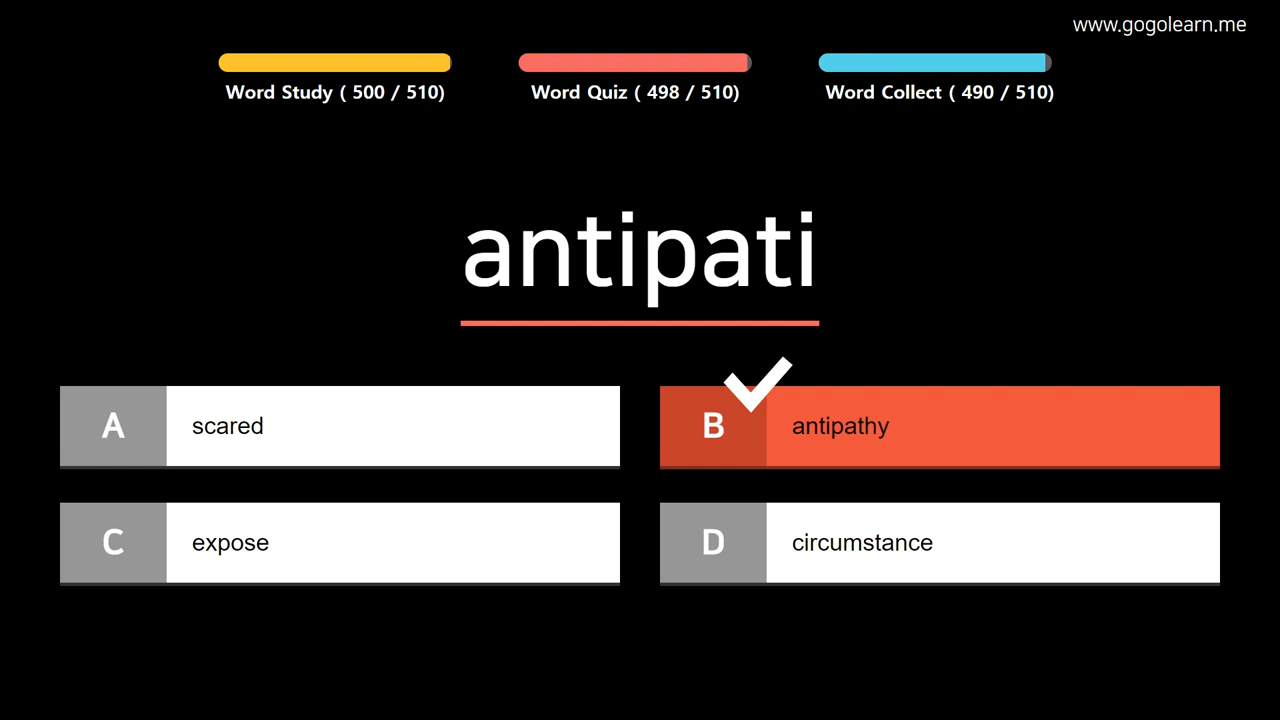 www.gogolearn.me
Word Study ( 500 / 510)
Word Quiz ( 498 / 510)
Word Collect ( 490 / 510)
antipati
A scared
B antipathy
C expose
D circumstance